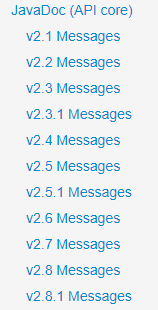 JavaDoc (API core)
v2.1 Messages
v2.2 Messages
v2.3 Messages
v2.3.1 Messages
v2.4 Messages
v2.5 Messages
v2.5.1 Messages
v2.6 Messages
v2.7 Messages
v2.8 Messages
v2.8.1 Messages